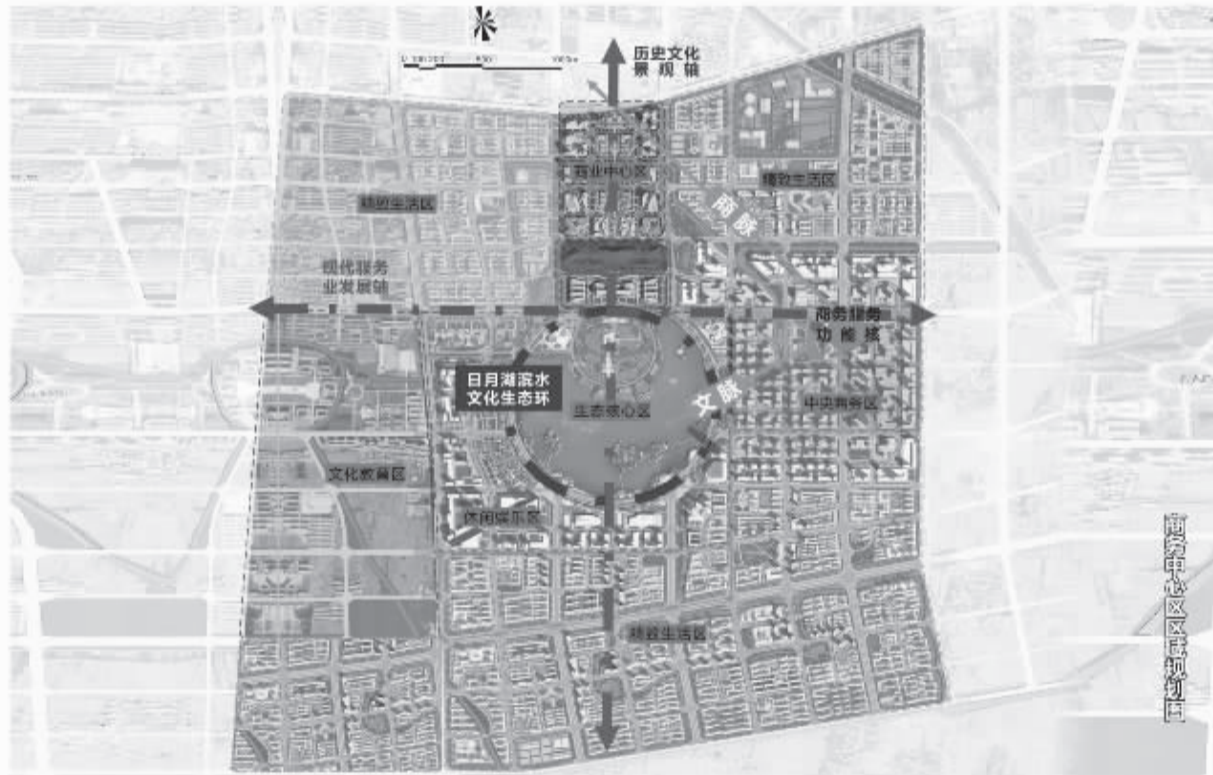 历史文化
景观轴
商业中心区
精致生活区
精致生活区
商脉
现代服务
业发展轴
商务服务
功能核
日月湖滨水
文化生态环
生态核心区
文脉
中央商务区
文化教育区
休闲娱乐区
精致生活区
商务中心区区域规划图